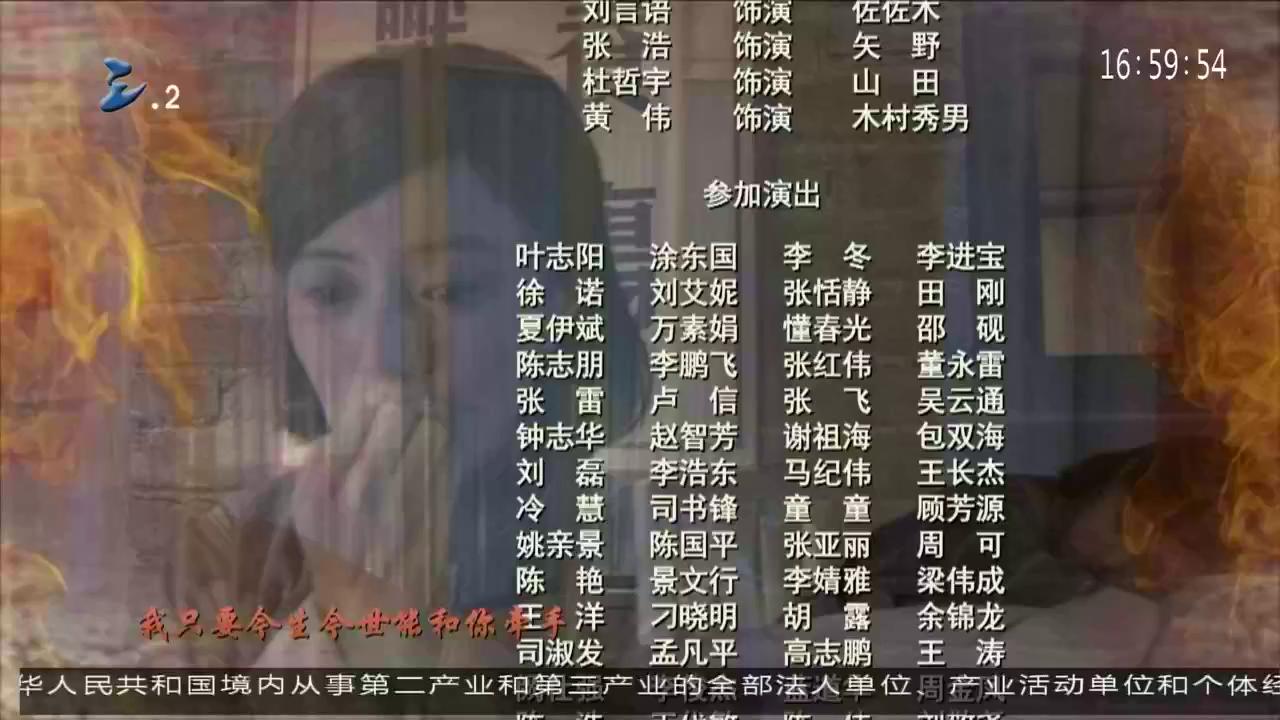 刘言语 饰演 佐佐木
张 浩 饰演 矢 野
16:59:54
杜哲宇 饰演 山 田
.2
黄 伟 饰演 木村秀男
参加演出
叶志阳 涂东国 李 冬 李进宝
徐 诺 刘艾妮 张恬静 田 刚
夏伊斌 万素娟 懂春光 邵 砚
陈志朋 李鹏飞 张红伟 董永雷
张 雷 卢 信 张 飞 吴云通
钟志华 赵智芳 谢祖海 包双海
刘 磊 李浩东 马纪伟 王长杰
冷 慧 司书锋 童 童 顾芳源
姚亲景 陈国平 张亚丽 周 可
陈 艳 景文行 李婧雅 梁伟成
王 洋 刁晓明 胡 露 余锦龙
我只要今生今世能和你牵手
司淑发 孟凡平 高志鹏 王 涛
华人民共和国境内从事第二产业和第三产业的全部法人单位、产业活动单位和个体经